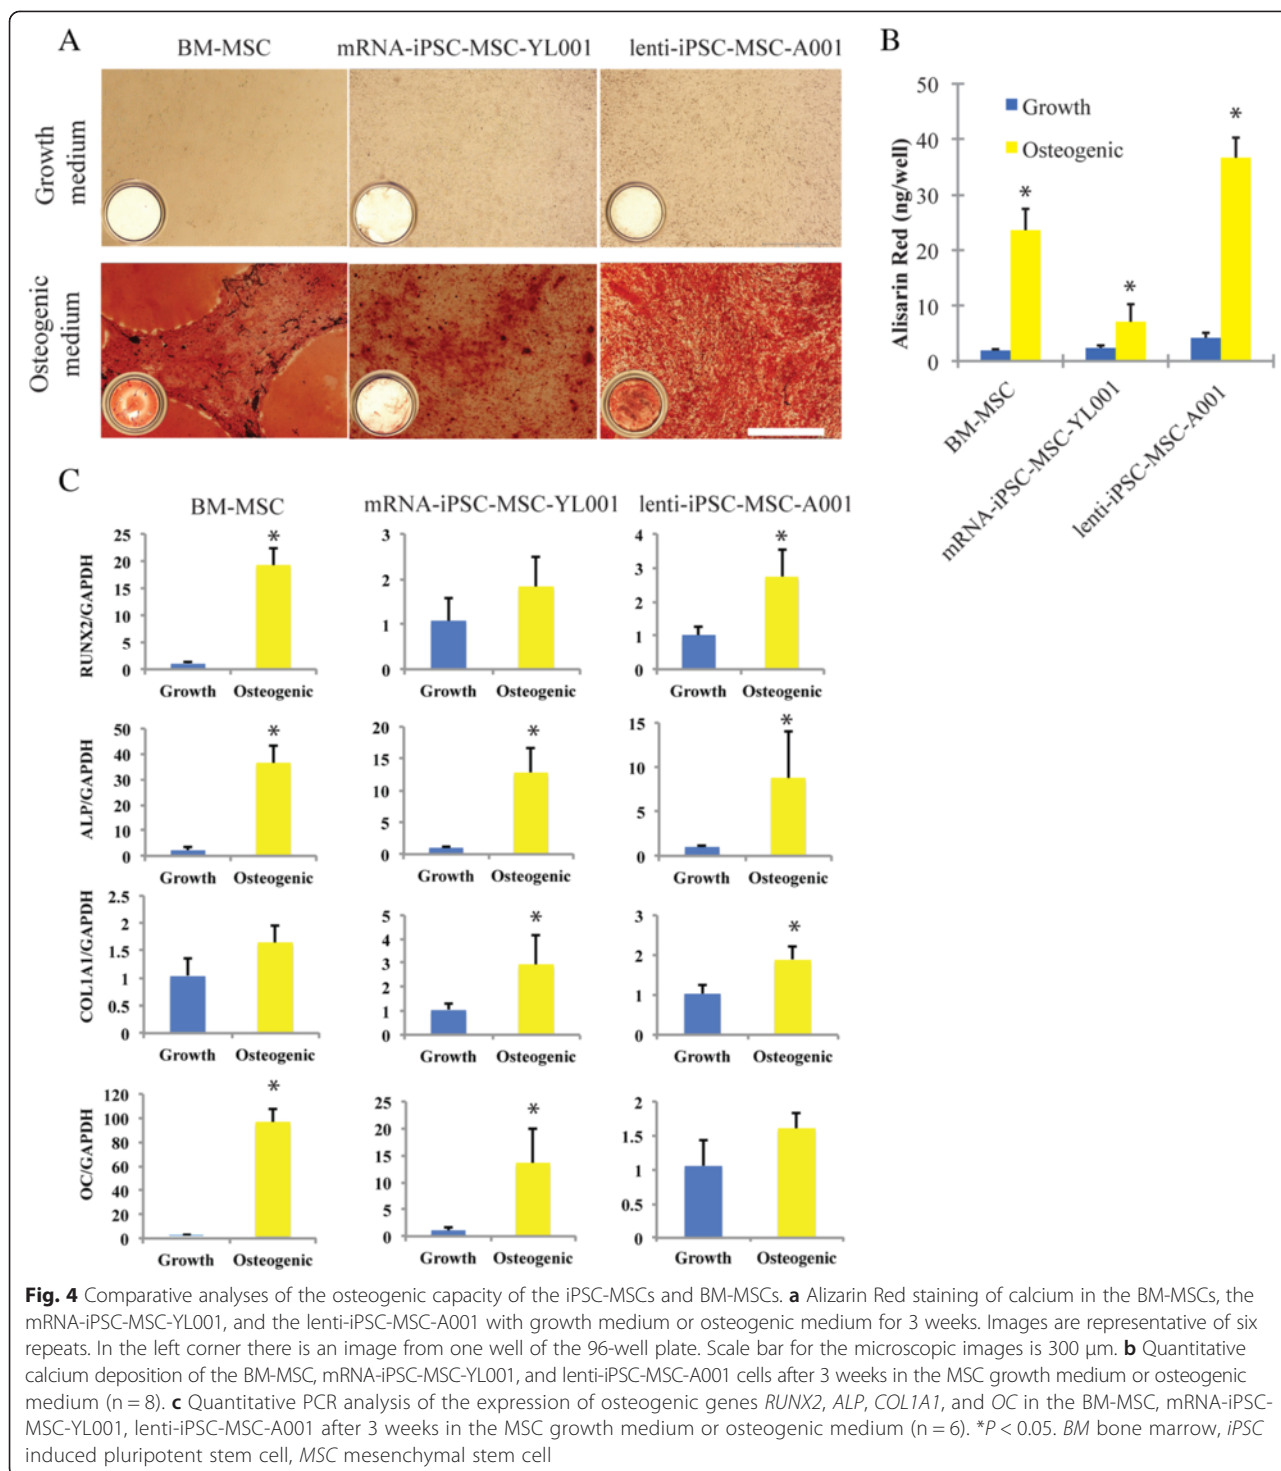 A
BM-MSC
mRNA-iPSC-MSC-YL001
lenti-iPSC-MSC-A001
Growth
medium
Osteogenic
medium
B
Alisarin Red (ng/well)
50
40
30
20
10
0
Growth
Osteogenic
*
*
*
BM-MSC
mRNA-iPSC-MSC-YL001
lenti-iPSC-MSC-A001
C
BM-MSC
mRNA-iPSC-MSC-YL001
lenti-iPSC-MSC-A001
RUNX2/GAPDH
25
20
15
10
5
0
*
Growth Osteogenic
3
2
1
0
Growth Osteogenic
4
3
2
1
0
*
Growth Osteogenic
ALP/GAPDH
50
40
30
20
10
0
*
Growth Osteogenic
20
15
10
5
0
*
Growth Osteogenic
15
10
5
0
*
Growth Osteogenic
COL1A1/GAPDH
2.5
2
1.5
1
0.5
0
Growth Osteogenic
5
4
3
2
1
0
*
Growth Osteogenic
3
2
1
0
*
Growth Osteogenic
OC/GAPDH
120
100
80
60
40
20
0
*
Growth Osteogenic
25
20
15
10
5
0
*
Growth Osteogenic
2
1.5
1
0.5
0
Growth Osteogenic
Fig. 4 Comparative analyses of the osteogenic capacity of the iPSC-MSCs and BM-MSCs. a Alizarin Red staining of calcium in the BM-MSCs, the
mRNA-iPSC-MSC-YL001, and the lenti-iPSC-MSC-A001 with growth medium or osteogenic medium for 3 weeks. Images are representative of six
repeats. In the left corner there is an image from one well of the 96-well plate. Scale bar for the microscopic images is 300 μm. b Quantitative
calcium deposition of the BM-MSC, mRNA-iPSC-MSC-YL001, and lenti-iPSC-MSC-A001 cells after 3 weeks in the MSC growth medium or osteogenic
medium (n = 8). c Quantitative PCR analysis of the expression of osteogenic genes RUNX2, ALP, COL1A1, and OC in the BM-MSC, mRNA-iPSC-
MSC-YL001, lenti-iPSC-MSC-A001 after 3 weeks in the MSC growth medium or osteogenic medium (n = 6). *P < 0.05. BM bone marrow, iPSC
induced pluripotent stem cell, MSC mesenchymal stem cell